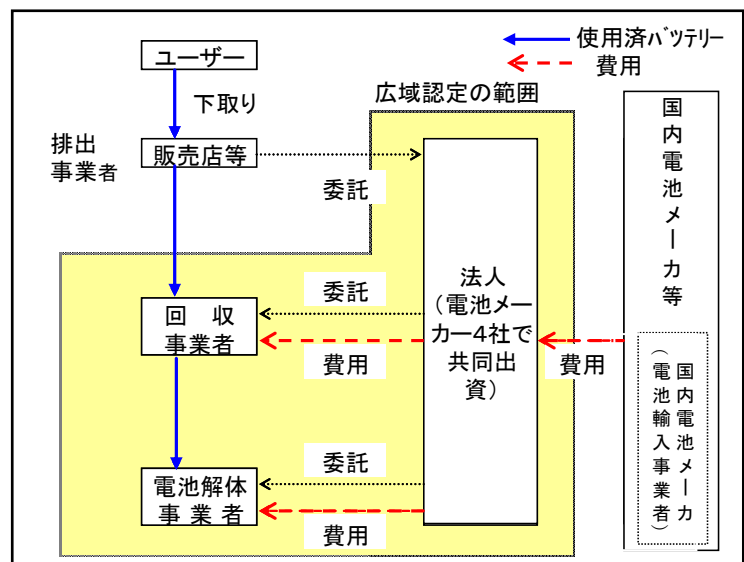 ユーザー
使用済バッテリー
費用
下取り
広域認定の範囲
排出
事業者
販売店等
委託
国内電池メーカ等
法人
(電池メー
カー4社で
共同出
資)
回　収
事業者
委託
費用
費用
国内電池メーカ
(電池輸入事業者)
電池解体
事 業 者
委託
費用